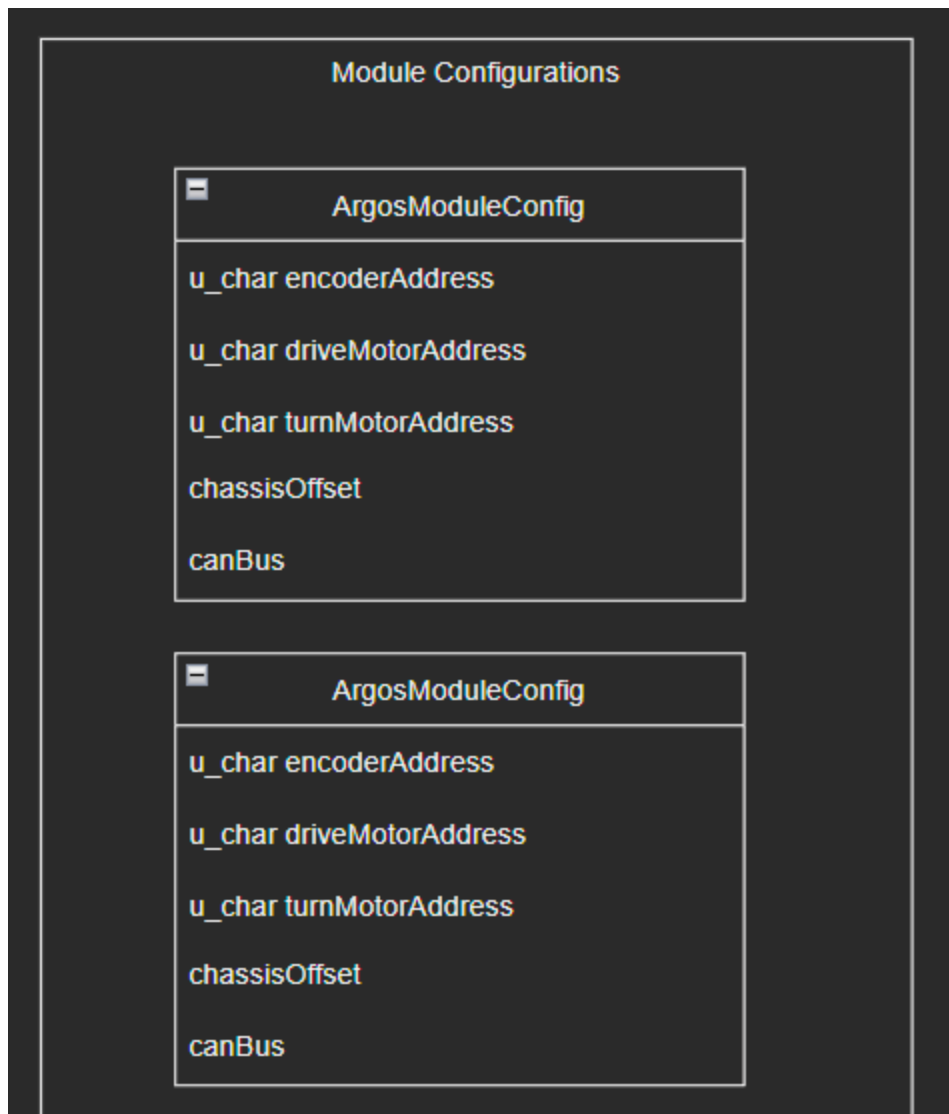 Module Configurations
ArgosModuleConfig
u_char encoderAddress
u_char driveMotorAddress
u_char turnMotorAddress
chassisOffset
canBus
ArgosModuleConfig
u_char encoderAddress
u_char driveMotorAddress
u_char turnMotorAddress
chassisOffset
canBus